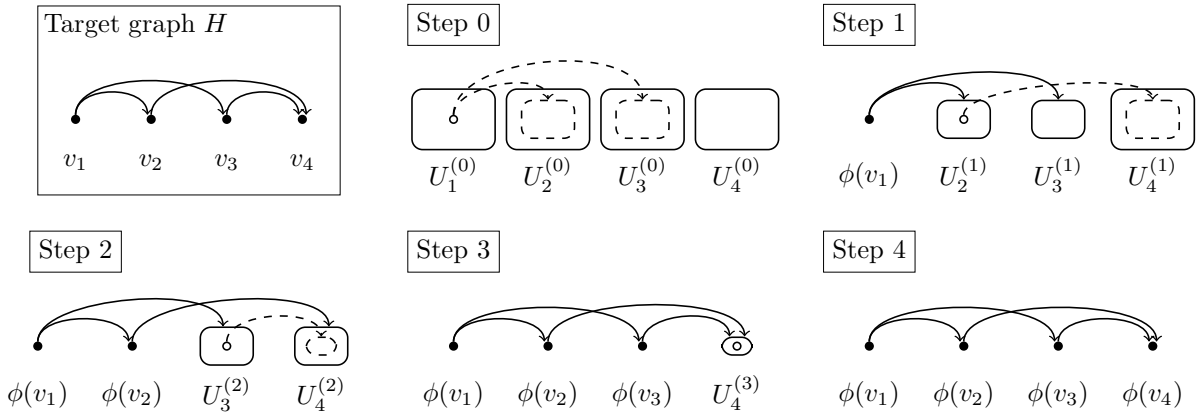 Target graph H
v₁ v₂ v₃ v₄
Step 0
U₁⁽⁰⁾ U₂⁽⁰⁾ U₃⁽⁰⁾ U₄⁽⁰⁾
Step 1
ϕ(v₁) U₂⁽¹⁾ U₃⁽¹⁾ U₄⁽¹⁾
Step 2
ϕ(v₁) ϕ(v₂) U₃⁽²⁾ U₄⁽²⁾
Step 3
ϕ(v₁) ϕ(v₂) ϕ(v₃) U₄⁽³⁾
Step 4
ϕ(v₁) ϕ(v₂) ϕ(v₃) ϕ(v₄)